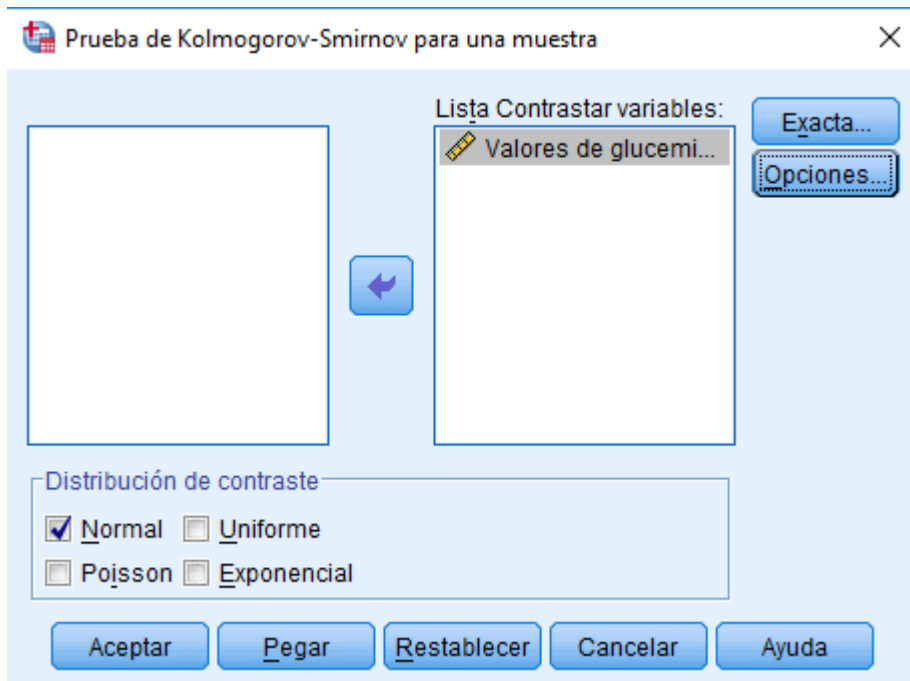 Prueba de Kolmogorov-Smirnov para una muestra
Lista Contrastar variables:
Valores de glucemi...
Exacta...
Opciones...
Distribución de contraste
Normal
Uniforme
Poisson
Exponencial
Aceptar
Pegar
Restablecer
Cancelar
Ayuda